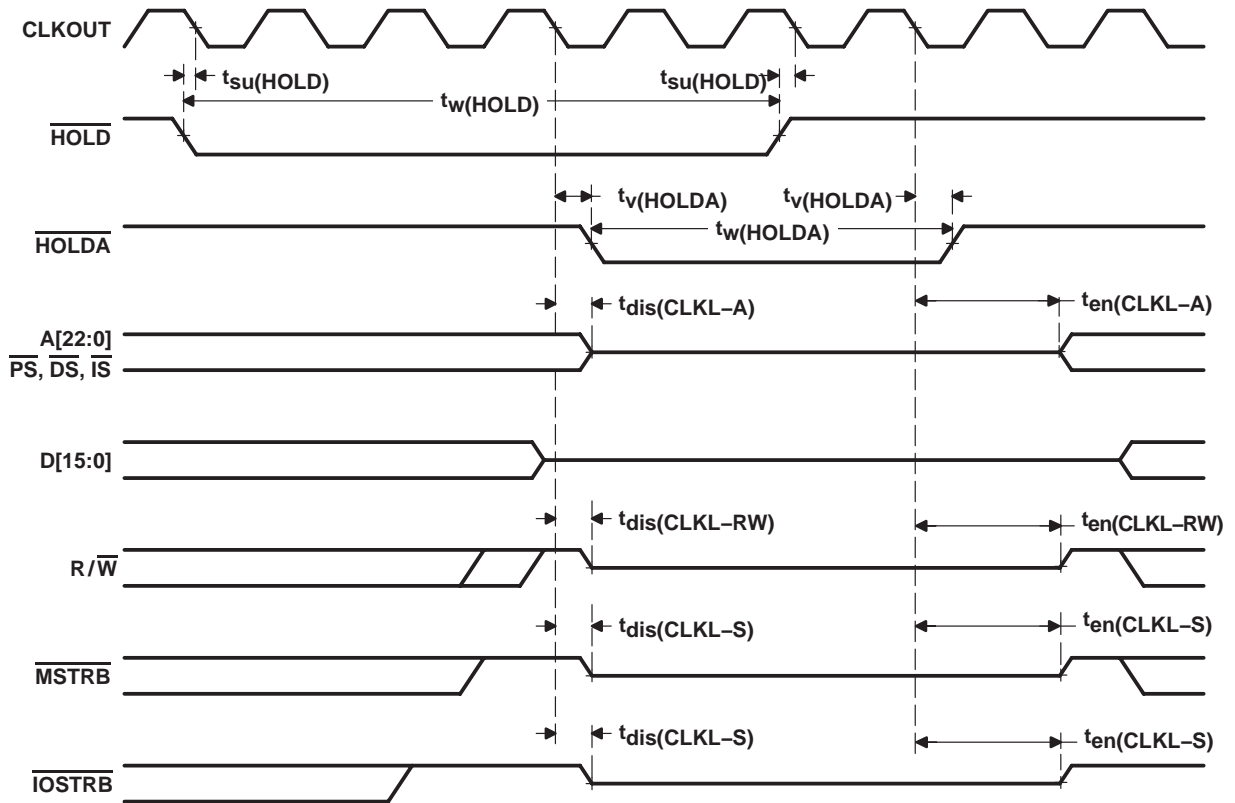 CLKOUT
tsu(HOLD)
tsu(HOLD)
tw(HOLD)
HOLD
tv(HOLDA)
tv(HOLDA)
HOLDA
tw(HOLDA)
tdis(CLKL–A)
ten(CLKL–A)
A[22:0]
PS, DS, IS
D[15:0]
tdis(CLKL–RW)
ten(CLKL–RW)
R/W
tdis(CLKL–S)
ten(CLKL–S)
MSTRB
tdis(CLKL–S)
ten(CLKL–S)
IOSTRB